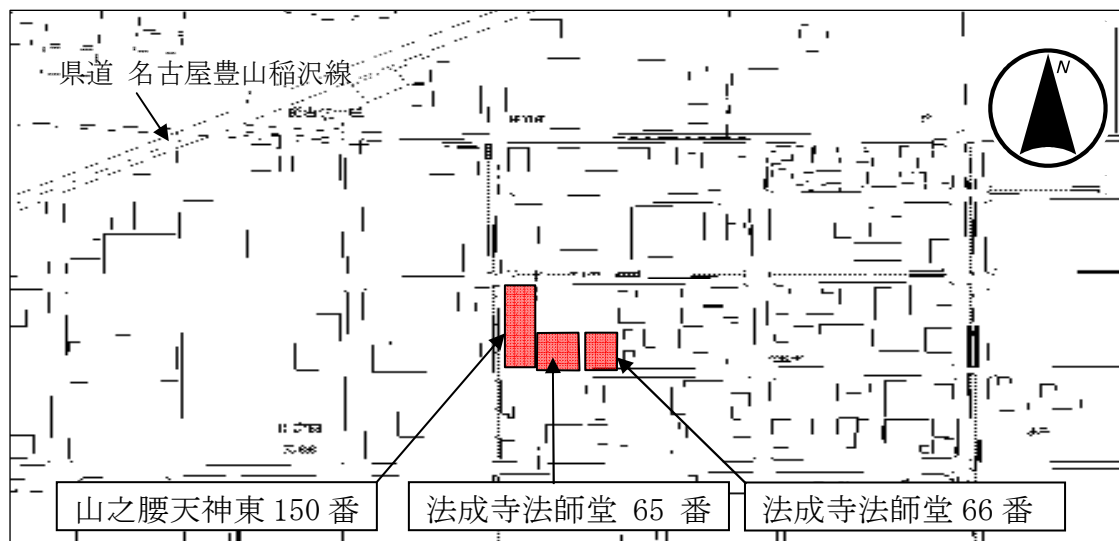 県道 名古屋豊山稲沢線
N
山之腰天神東 150 番
法成寺法師堂 65 番
法成寺法師堂 66 番